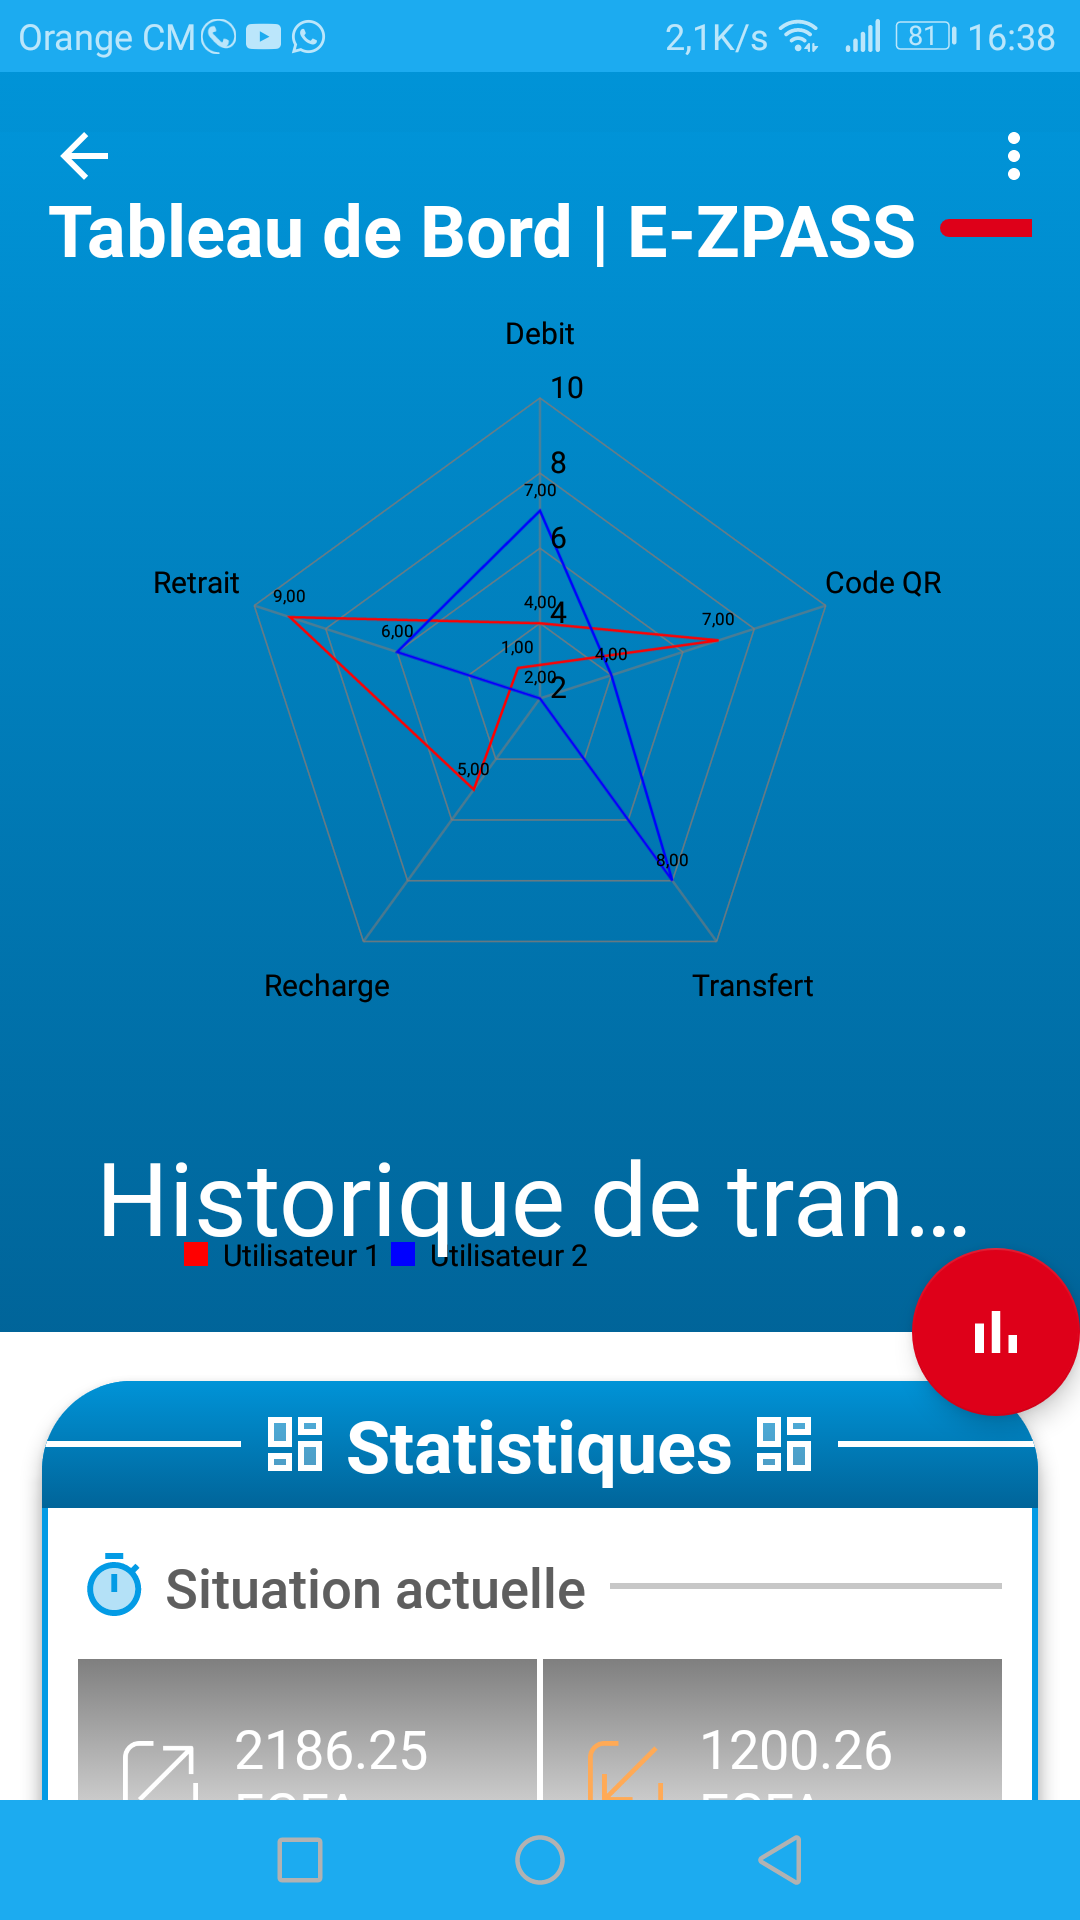 Orange CM 2,1K/s 81 16:38
Tableau de Bord | E-ZPASS
Debit
10
8
7,00
6
Retrait
Code QR
9,00
4,00
4
7,00
6,00
1,00
4,00
2,00
2
5,00
8,00
Recharge
Transfert
Historique de tran...
Utilisateur 1 Utilisateur 2
Statistiques
Situation actuelle
2186.25 1200.26